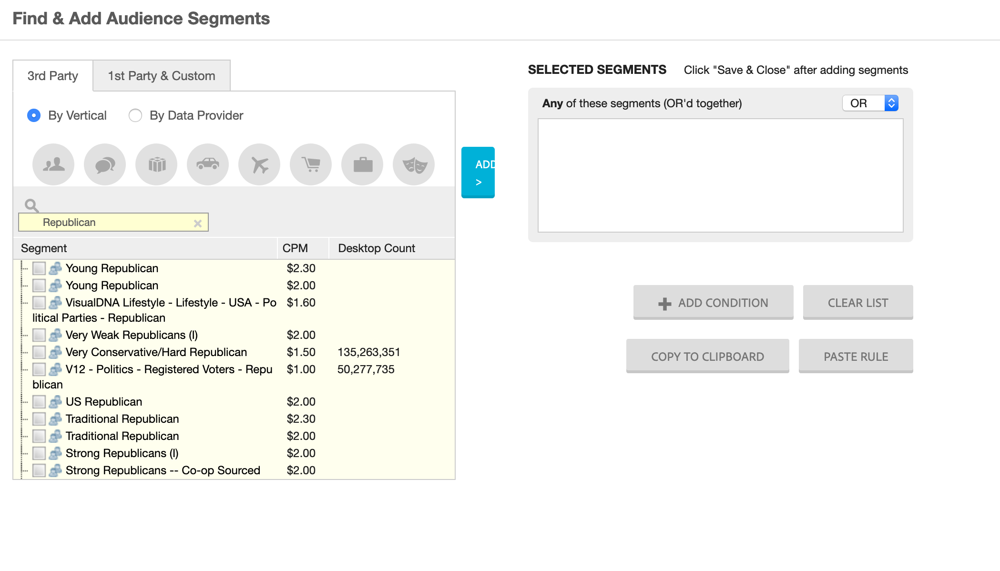 Find & Add Audience Segments
3rd Party
1st Party & Custom
By Vertical
By Data Provider
Republican
Segment CPM Desktop Count
Young Republican $2.30
Young Republican $2.00
VisualDNA Lifestyle - Lifestyle - USA - Po $1.60
litical Parties - Republican
Very Weak Republicans (I) $2.00
Very Conservative/Hard Republican $1.50 135,263,351
V12 - Politics - Registered Voters - Repu $1.00 50,277,735
blican
US Republican $2.00
Traditional Republican $2.30
Traditional Republican $2.00
Strong Republicans (I) $2.00
Strong Republicans -- Co-op Sourced $2.00
ADD
>
SELECTED SEGMENTS Click "Save & Close" after adding segments
Any of these segments (OR'd together) OR
ADD CONDITION
CLEAR LIST
COPY TO CLIPBOARD
PASTE RULE